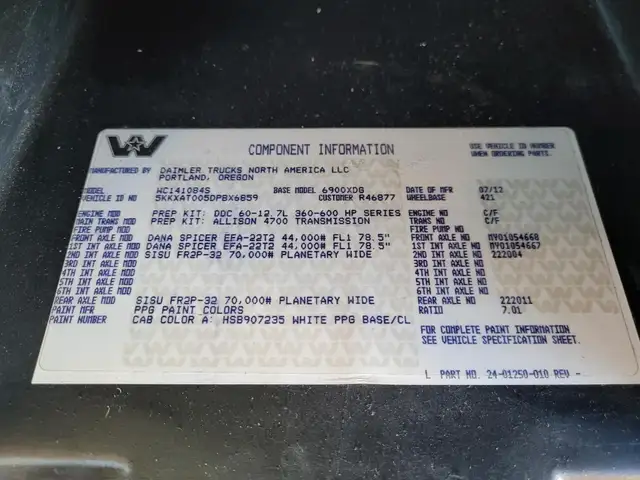 COMPONENT INFORMATION
USE VEHICLE ID NUMBER
WHEN ORDERING PARTS.
MANUFACTURED BY DAIMLER TRUCKS NORTH AMERICA LLC
PORTLAND, OREGON
MODEL WC141084S BASE MODEL 6900XDG 07/12
VEHICLE ID NUMBER 5KKXAT005DPBX6859 CUSTOMER R46877 WHEELBASE 421
ENGINE MOD PREP KIT: DDC 60-12.7L 360-600 HP SERIES ENGINE NO C/F
MAIN TRANS MOD PREP KIT: ALLISON 4700 TRANSMISSION TRANS NO C/F
FIRE PUMP MOD FIRE PUMP NO
FRONT AXLE MOD DANA SPICER EFA-22T2 44,000# FL1 78.5" FRONT AXLE NO MY01054668
1ST INT AXLE MOD DANA SPICER EFA-22T2 44,000# FL1 78.5" 1ST INT AXLE NO MY01054667
2ND INT AXLE MOD SISU FR2P-32 70,000# PLANETARY WIDE 2ND INT AXLE NO 222004
3RD INT AXLE MOD 3RD INT AXLE NO
4TH INT AXLE MOD 4TH INT AXLE NO
5TH INT AXLE MOD 5TH INT AXLE NO
6TH INT AXLE MOD 6TH INT AXLE NO
REAR AXLE MOD SISU FR2P-32 70,000# PLANETARY WIDE REAR AXLE NO 222011
PAINT MFR PPG PAINT COLORS RATIO 7.01
PAINT NUMBER CAB COLOR A: HSB907235 WHITE PPG BASE/CL
FOR COMPLETE PAINT INFORMATION
SEE VEHICLE SPECIFICATION SHEET.
L PART NO. 24-01250-010 REV -